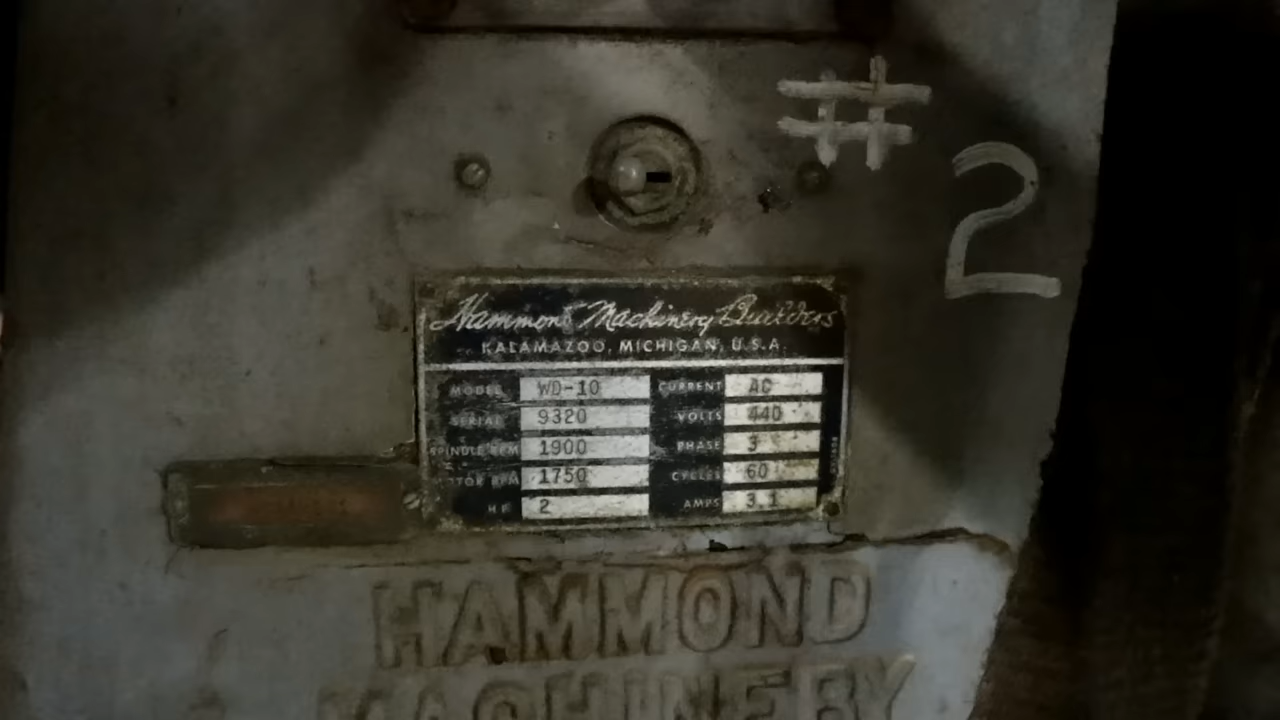 # 2
Hammond Machinery Builders
KALAMAZOO, MICHIGAN, U.S.A.
MODEL WD-10 CURRENT AC
SERIAL 9320 VOLTS 440
SPINDLE RPM 1900 PHASE 3
MOTOR RPM 1750 CYCLES 60
H.P. 2 AMPS 3.1
HAMMOND
MACHINERY